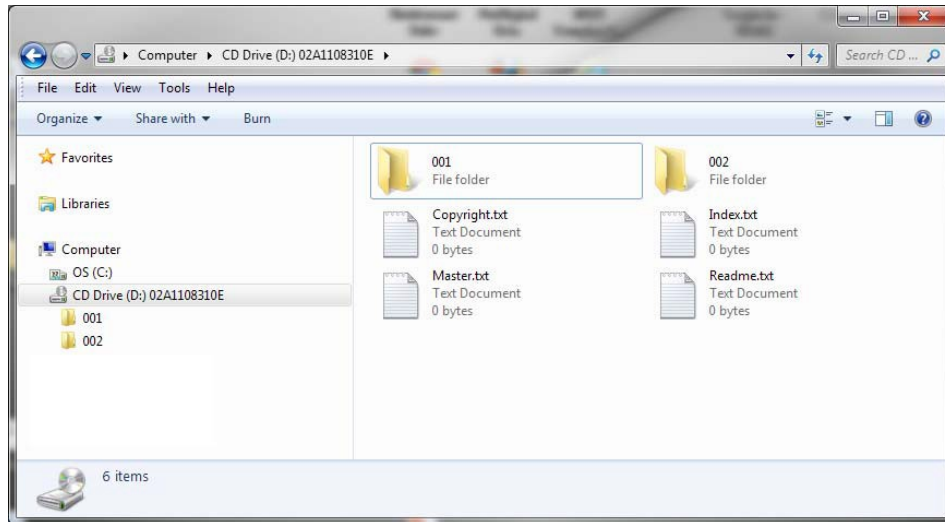 Computer ▸ CD Drive (D:) 02A1108310E ▸
Search CD ...
File Edit View Tools Help
Organize Share with Burn
Favorites
Libraries
Computer
OS (C:)
CD Drive (D:) 02A1108310E
001
002
001
File folder
002
File folder
Copyright.txt
Text Document
0 bytes
Index.txt
Text Document
0 bytes
Master.txt
Text Document
0 bytes
Readme.txt
Text Document
0 bytes
6 items